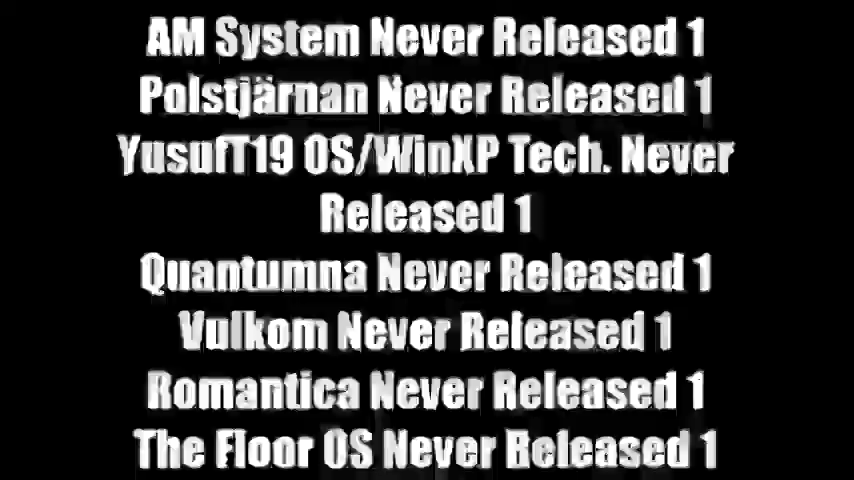 AM System Never Released 1
Polstjärnan Never Released 1
YusufT19 OS/WinXP Tech. Never
Released 1
Quantumna Never Released 1
Vulkom Never Released 1
Romantica Never Released 1
The Floor OS Never Released 1